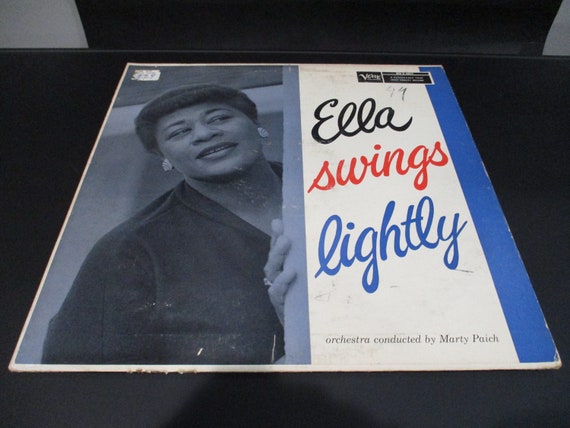 Verve
Ella
swings
lightly
orchestra conducted by Marty Paich